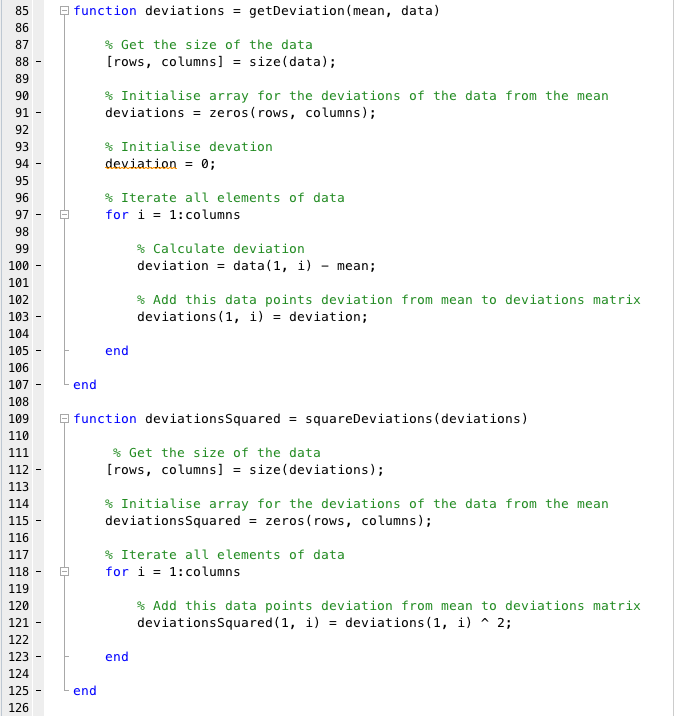 85 function deviations = getDeviation(mean, data)
86
87 % Get the size of the data
88 - [rows, columns] = size(data);
89
90 % Initialise array for the deviations of the data from the mean
91 - deviations = zeros(rows, columns);
92
93 % Initialise devation
94 - deviation = 0;
95
96 % Iterate all elements of data
97 - for i = 1:columns
98
99 % Calculate deviation
100 - deviation = data(1, i) - mean;
101
102 % Add this data points deviation from mean to deviations matrix
103 - deviations(1, i) = deviation;
104
105 - end
106
107 - end
108
109 function deviationsSquared = squareDeviations(deviations)
110
111 % Get the size of the data
112 - [rows, columns] = size(deviations);
113
114 % Initialise array for the deviations of the data from the mean
115 - deviationsSquared = zeros(rows, columns);
116
117 % Iterate all elements of data
118 - for i = 1:columns
119
120 % Add this data points deviation from mean to deviations matrix
121 - deviationsSquared(1, i) = deviations(1, i) ^ 2;
122
123 - end
124
125 - end
126